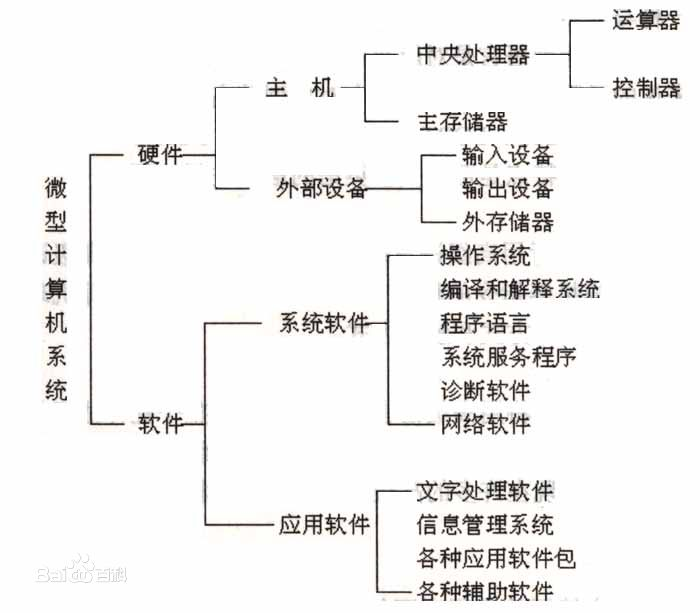 微型计算机系统
硬件
主 机
中央处理器
运算器
控制器
主存储器
外部设备
输入设备
输出设备
外存储器
软件
系统软件
操作系统
编译和解释系统
程序语言
系统服务程序
诊断软件
网络软件
应用软件
文字处理软件
信息管理系统
各种应用软件包
各种辅助软件
Bai百科